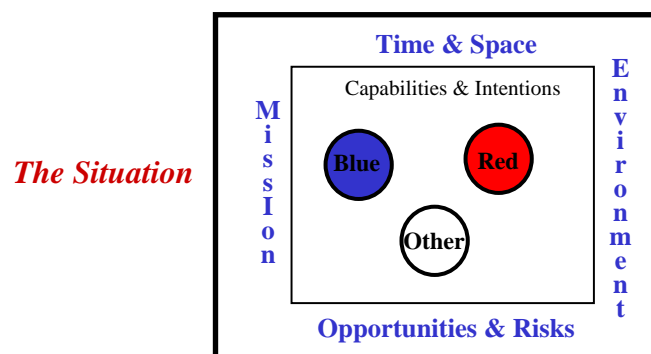 Time & Space
Capabilities & Intentions
MissIon
Environment
Blue
Red
The Situation
Other
Opportunities & Risks